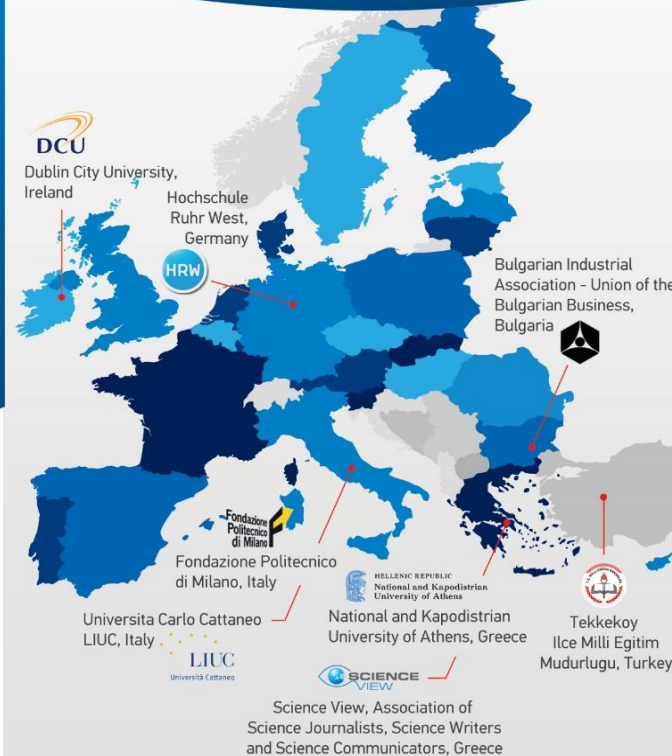 DCU
Dublin City University,
Ireland
Hochschule
Ruhr West,
Germany
HRW
Bulgarian Industrial
Association - Union of the
Bulgarian Business,
Bulgaria
Fondazione
Politecnico
di Milano
Fondazione Politecnico
di Milano, Italy
Universita Carlo Cattaneo
LIUC, Italy
LIUC
Università Cattaneo
HELLENIC REPUBLIC
National and Kapodistrian
University of Athens
National and Kapodistrian
University of Athens, Greece
SCIENCE
VIEW
Science View, Association of
Science Journalists, Science Writers
and Science Communicators, Greece
Tekkekoy
Ilce Milli Egitim
Mudurlugu, Turkey